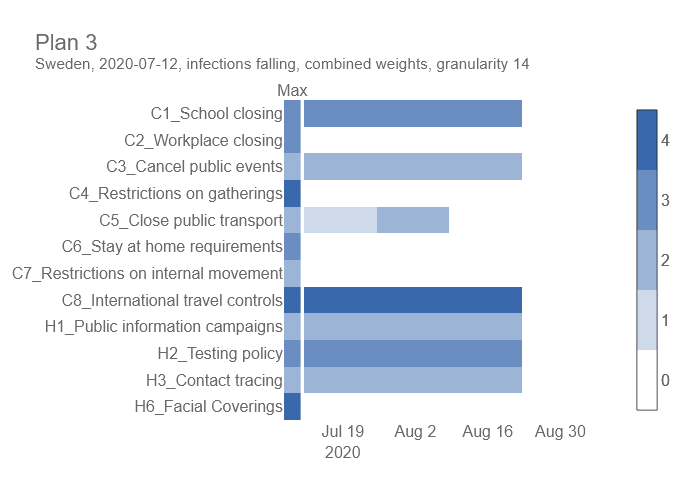 Plan 3
Sweden, 2020-07-12, infections falling, combined weights, granularity 14
Max
C1_School closing
C2_Workplace closing
C3_Cancel public events
C4_Restrictions on gatherings
C5_Close public transport
C6_Stay at home requirements
C7_Restrictions on internal movement
C8_International travel controls
H1_Public information campaigns
H2_Testing policy
H3_Contact tracing
H6_Facial Coverings
Jul 19 Aug 2 Aug 16 Aug 30
2020
4
3
2
1
0